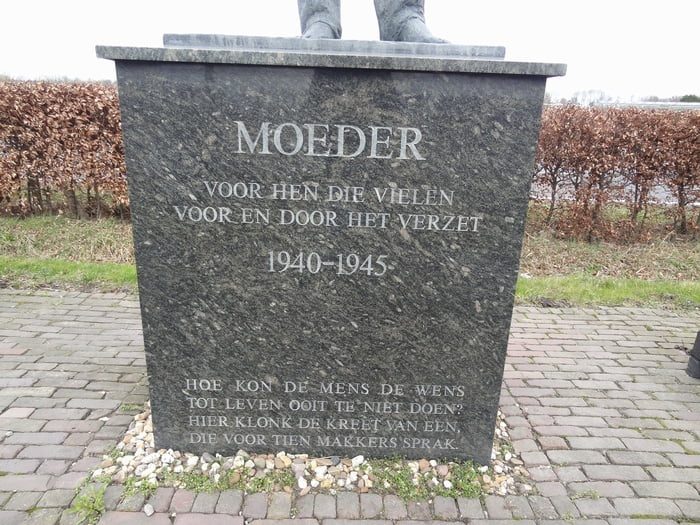 MOEDER
VOOR HEN DIE VIELEN
VOOR EN DOOR HET VERZET
1940–1945
HOE KON DE MENS DE WENS
TOT LEVEN OOIT TE NIET DOEN?
HIER KLONK DE KREET VAN EEN,
DIE VOOR TIEN MAKKERS SPRAK.